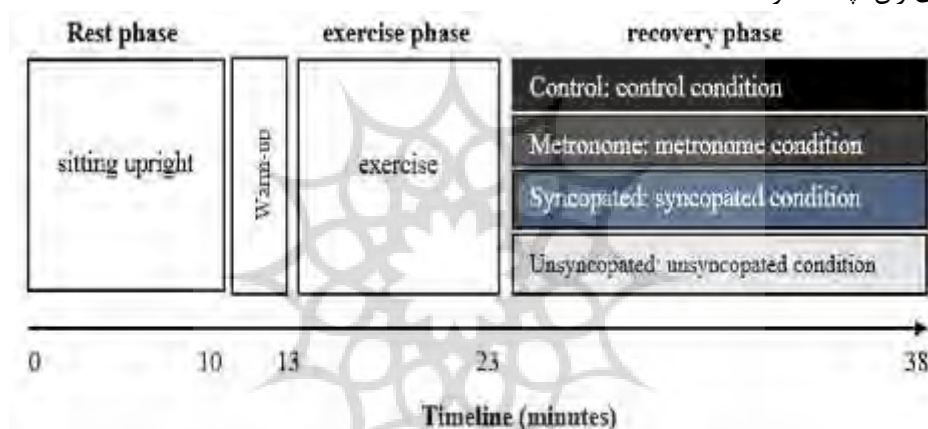 Rest phase
exercise phase
recovery phase
sitting upright
Warm-up
exercise
Control: control condition
Metronome: metronome condition
Syncopated: syncopated condition
Unsyncopated: unsyncopated condition
0 10 13 23 38
Timeline (minutes)